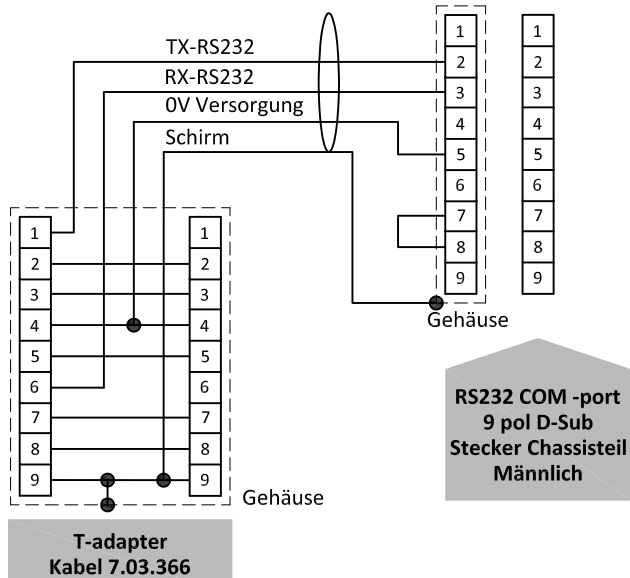 TX-RS232
RX-RS232
0V Versorgung
Schirm
1 1
2 2
3 3
4 4
5 5
6 6
7 7
8 8
9 9
Gehäuse
1 1
2 2
3 3
4 4
5 5
6 6
7 7
8 8
9 9
Gehäuse
RS232 COM -port
9 pol D-Sub
Stecker Chassisteil
Männlich
T-adapter
Kabel 7.03.366